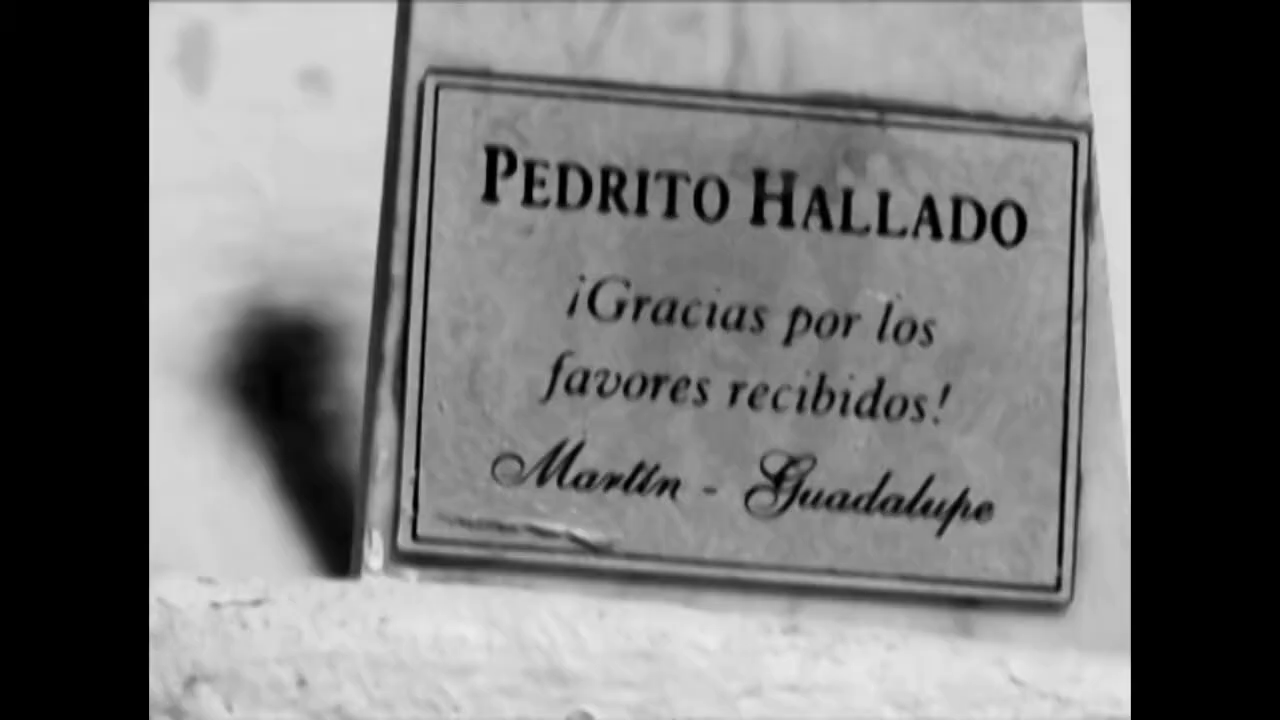 PEDRITO HALLADO
¡Gracias por los
favores recibidos!
Martín - Guadalupe